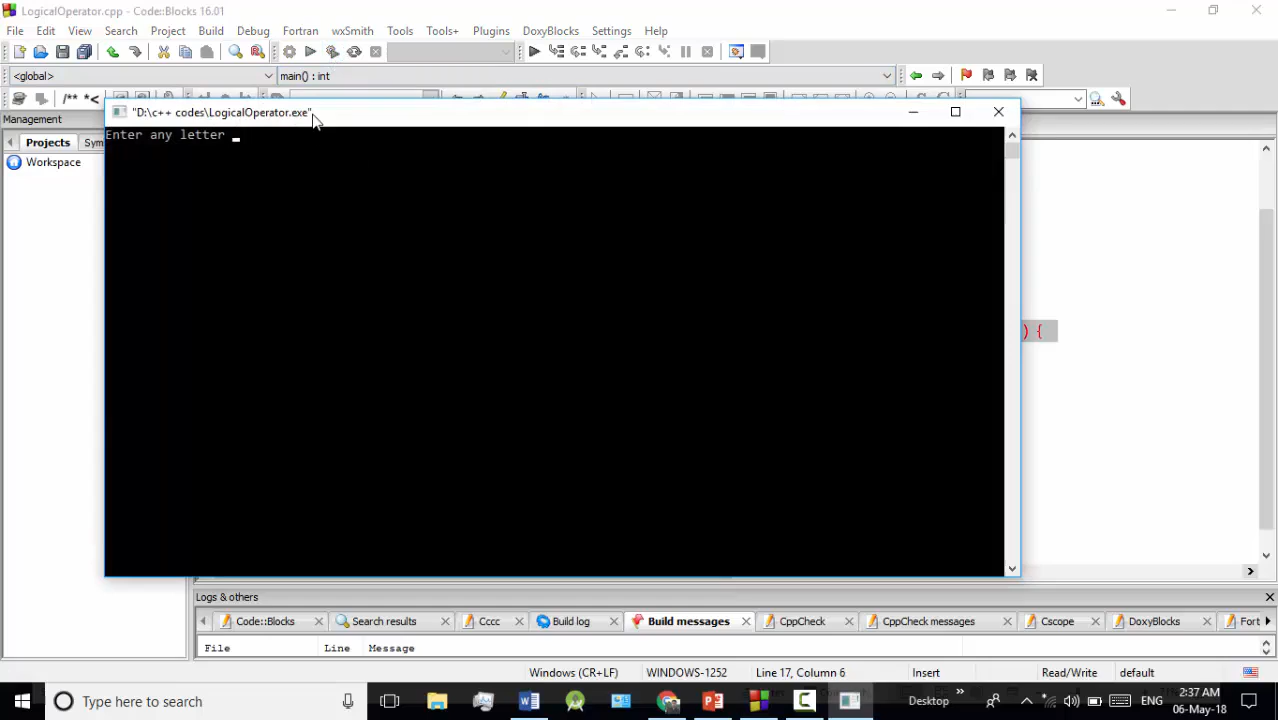 LogicalOperator.cpp - Code::Blocks 16.01
File Edit View Search Project Build Debug Fortran wxSmith Tools Tools+ Plugins DoxyBlocks Settings Help
<global> main() : int
/** *<
Management
"D:\c++ codes\LogicalOperator.exe"
Projects Sym
Enter any letter
Workspace
) {
Logs & others
Code::Blocks Search results Cccc Build log Build messages CppCheck CppCheck messages Cscope DoxyBlocks Fort
File Line Message
Windows (CR+LF) WINDOWS-1252 Line 17, Column 6 Insert Read/Write default
Type here to search Desktop » ENG 2:37 AM
06-May-18